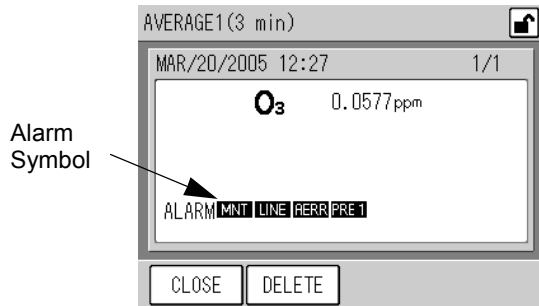 AVERAGE1(3 min)
MAR/20/2005 12:27 1/1
O₃ 0.0577ppm
Alarm
Symbol
ALARM MNT LINE AERR PRE1
CLOSE DELETE